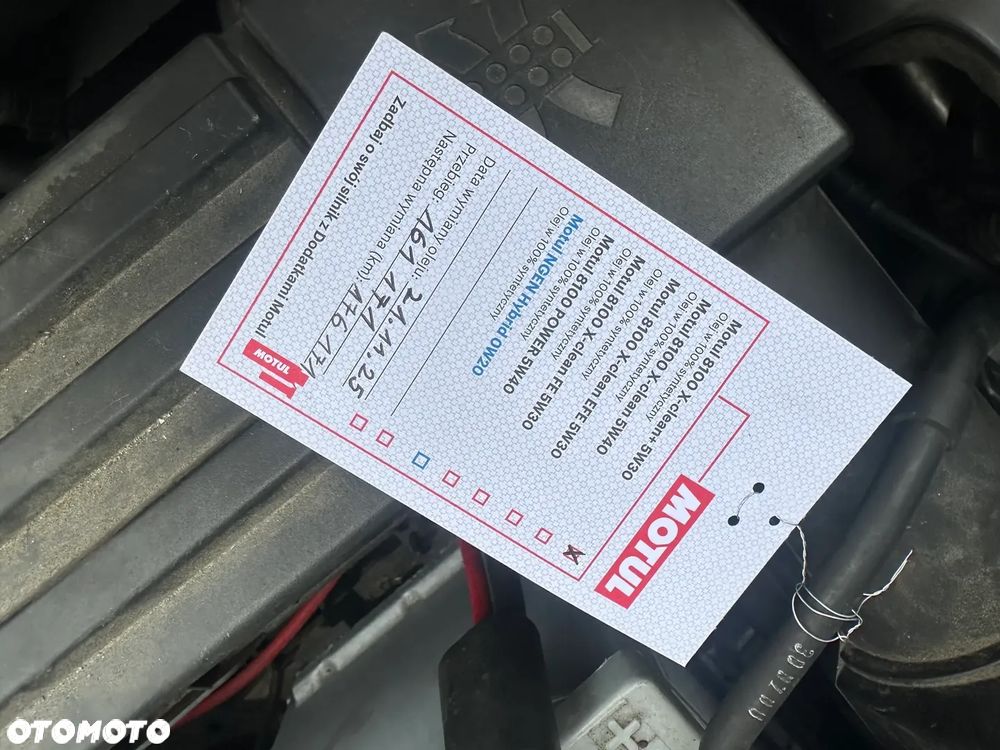 MOTUL
Motul 8100 X-clean+ 5W30
Olej w 100% syntetyczny
Motul 8100 X-clean 5W40
Olej w 100% syntetyczny
Motul 8100 X-clean EFE 5W30
Olej w 100% syntetyczny
Motul 8100 X-clean FE 5W30
Olej w 100% syntetyczny
Motul 8100 POWER 5W40
Olej w 100% syntetyczny
Motul NGEN Hybrid 0W20
Olej w 100% syntetyczny
Data wymiany oleju: 21.11.25
Przebieg: 161 171
Następna wymiana (km): 176 171
Zadbaj o swój silnik z Dodatkami Motul
MOTUL
OTOMOTO